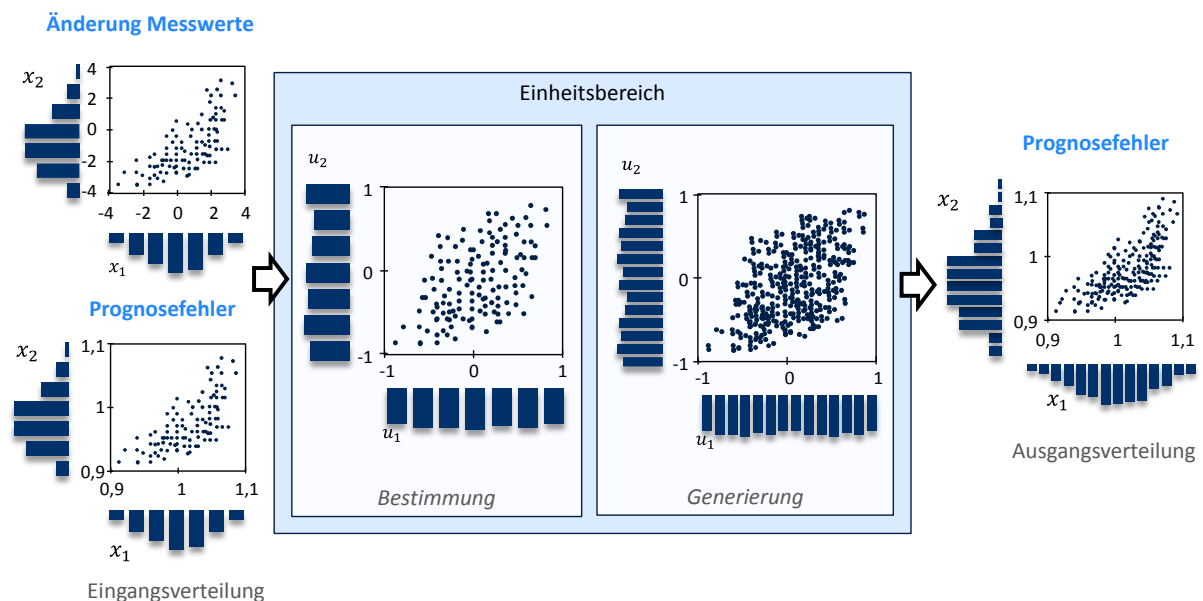 Änderung Messwerte
x₂
4
2
0
-2
-4
-4 -2 0 2 4
x₁
Prognosefehler
x₂
1,1
1
0,9
0,9 1 1,1
x₁
Eingangsverteilung
Einheitsbereich
u₂
1
0
-1
-1 0 1
u₁
Bestimmung
u₂
1
0
-1
-1 0 1
u₁
Generierung
Prognosefehler
x₂
1,1
1
0,9
0,9 1 1,1
x₁
Ausgangsverteilung